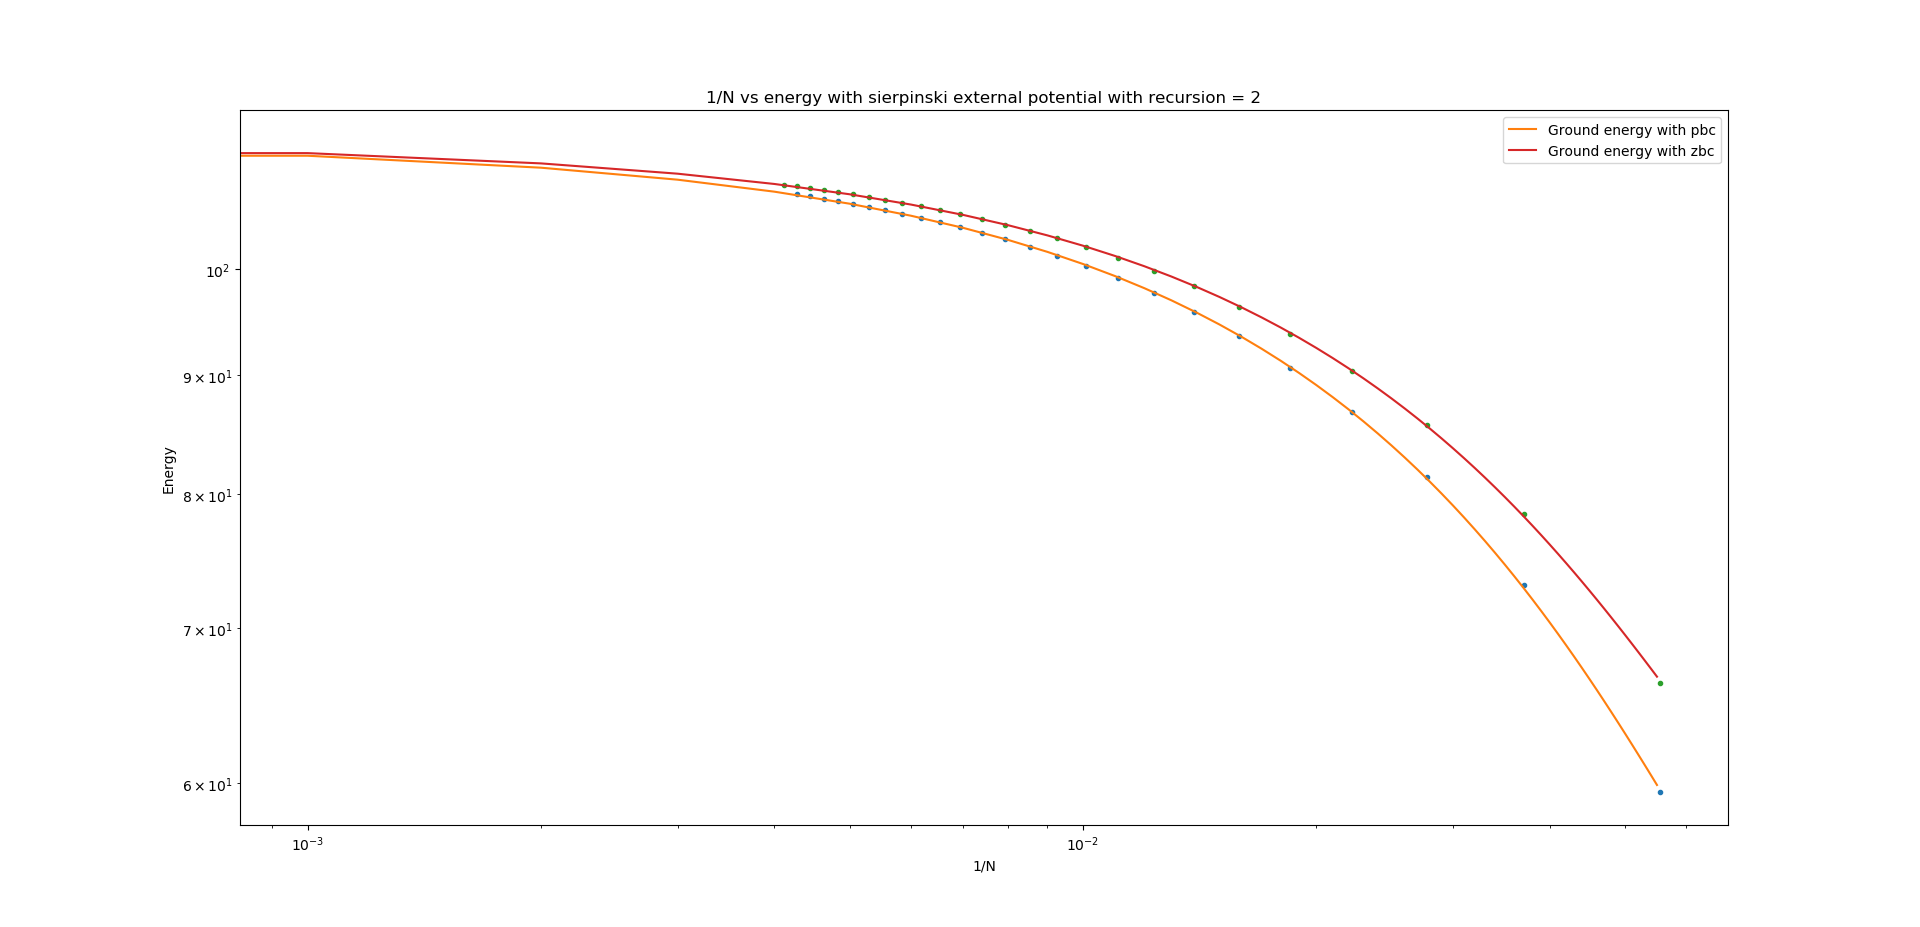 1/N vs energy with sierpinski external potential with recursion = 2
Ground energy with pbc
Ground energy with zbc
Energy
10²
9 × 10¹
8 × 10¹
7 × 10¹
6 × 10¹
10⁻³
10⁻²
1/N